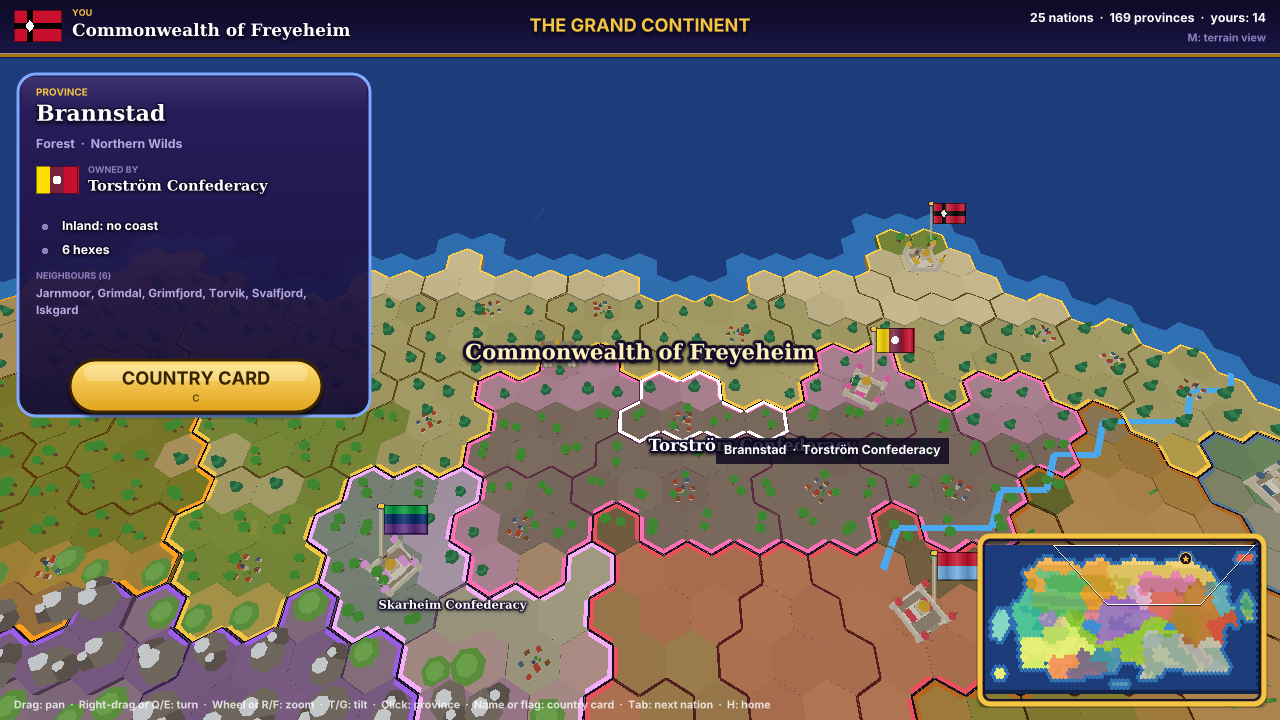 YOU
Commonwealth of Freyeheim
THE GRAND CONTINENT
25 nations · 169 provinces · yours: 14
M: terrain view
PROVINCE
Brannstad
Forest · Northern Wilds
OWNED BY
Torström Confederacy
Inland: no coast
6 hexes
NEIGHBOURS (6)
Jarnmoor, Grimdal, Grimfjord, Torvik, Svalfjord,
Iskgard
COUNTRY CARD
C
Commonwealth of Freyeheim
Brannstad · Torström Confederacy
Skarheim Confederacy
Drag: pan · Right-drag or Q/E: turn · Wheel or R/F: zoom · T/G: tilt · Click: province · Name or flag: country card · Tab: next nation · H: home